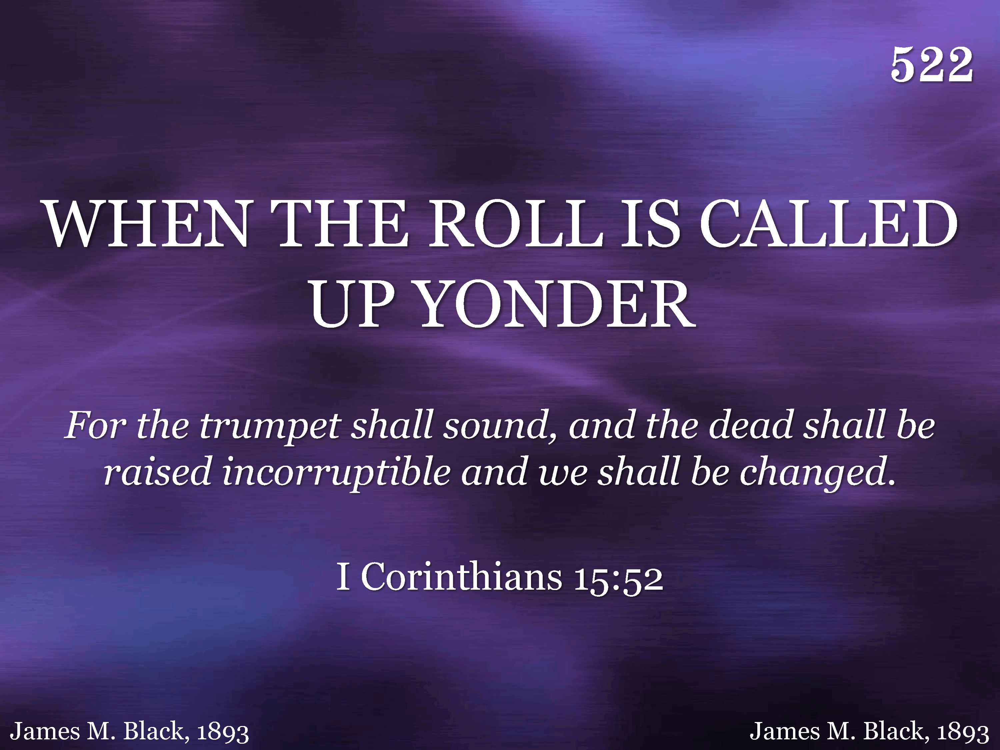 522
WHEN THE ROLL IS CALLED
UP YONDER
For the trumpet shall sound, and the dead shall be
raised incorruptible and we shall be changed.
I Corinthians 15:52
James M. Black, 1893
James M. Black, 1893